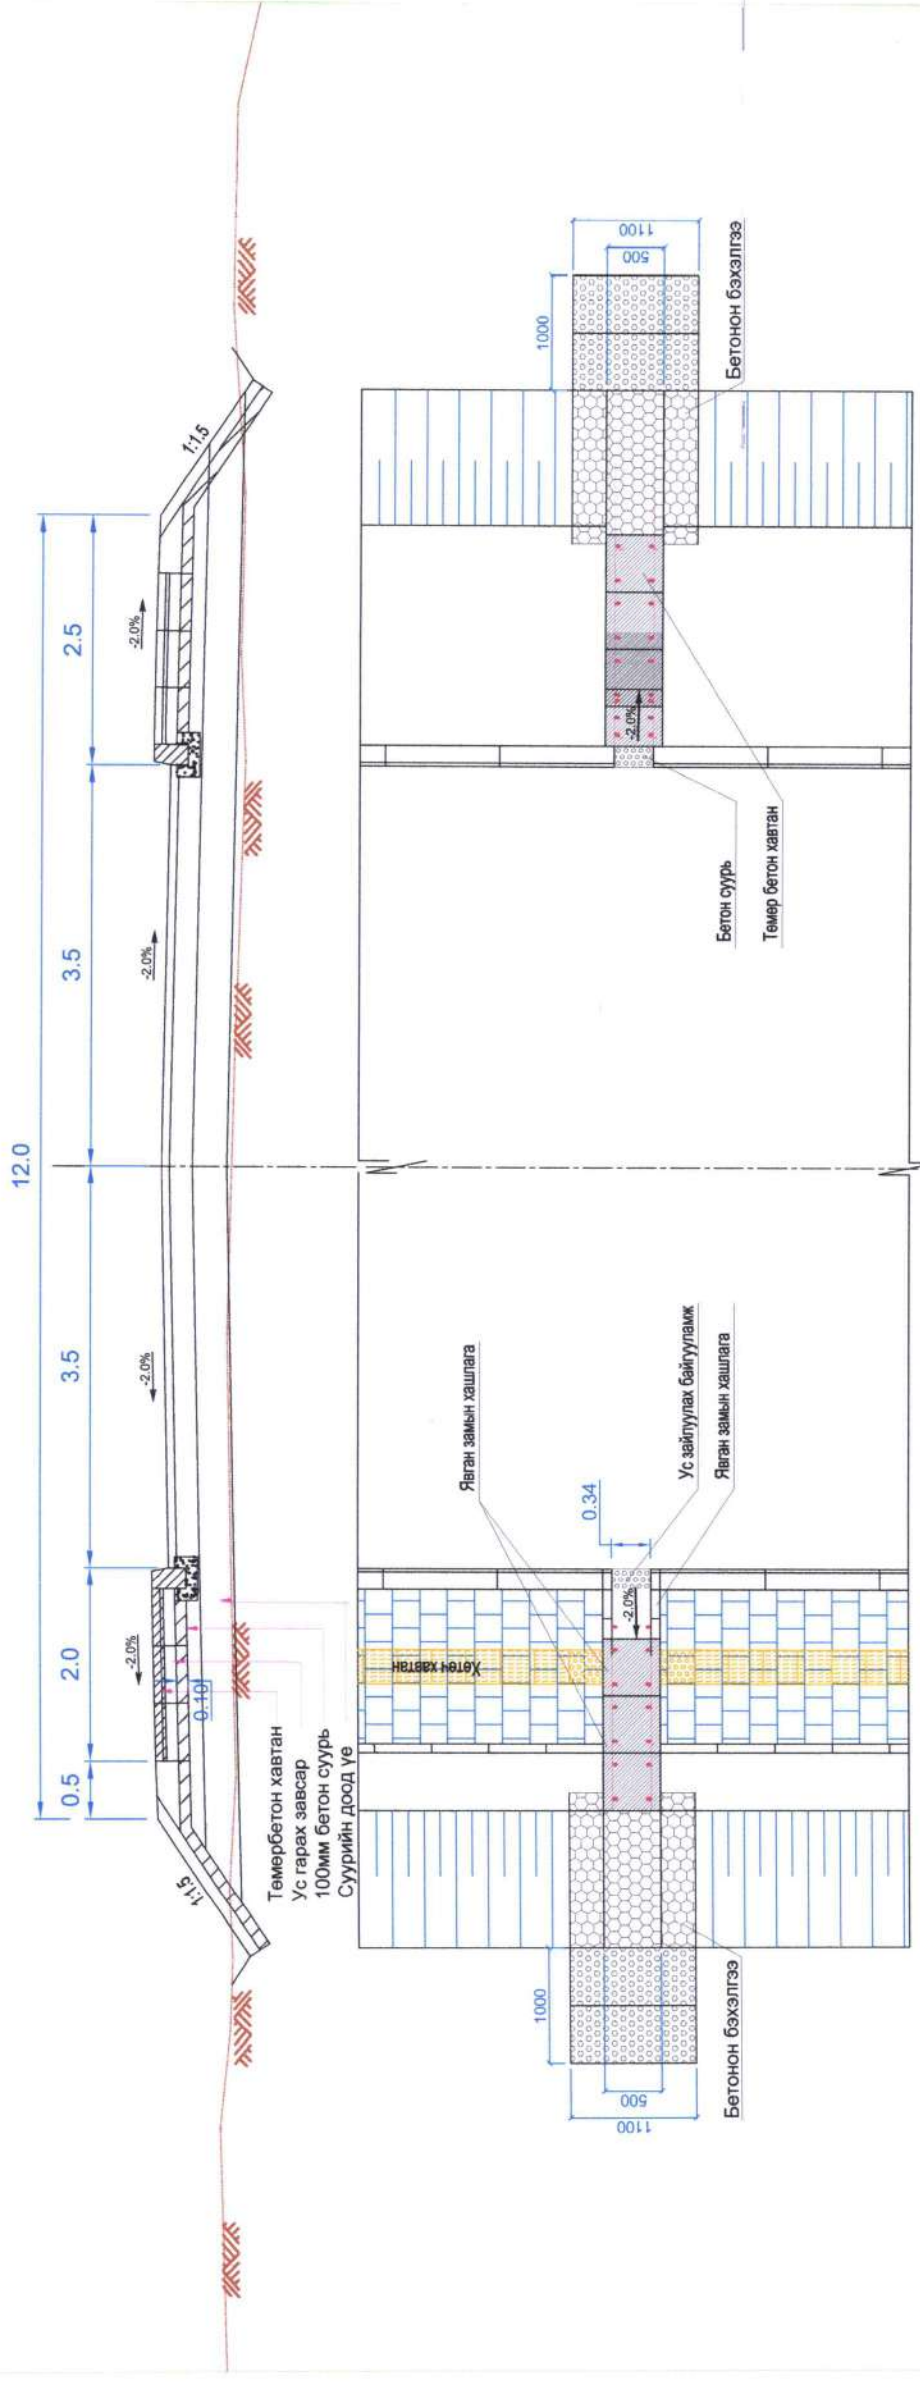 12.0
0.5
2.0
3.5
3.5
2.5
1:1.5
-2.0%
-2.0%
-2.0%
-2.0%
1:1.5
0.10
Төмөрбетон хавтан
Ус гарах завсар
100мм бетон суурь
Суурийн доод үе
Явган замын хашлага
0.34
Ус зайлуулах байгууламж
Явган замын хашлага
-2.0%
Хөтөч хавтан
1000
500
1100
Бетонон бэхэлгээ
Бетон суурь
Төмөр бетон хавтан
-2.0%
1000
500
1100
Бетонон бэхэлгээ